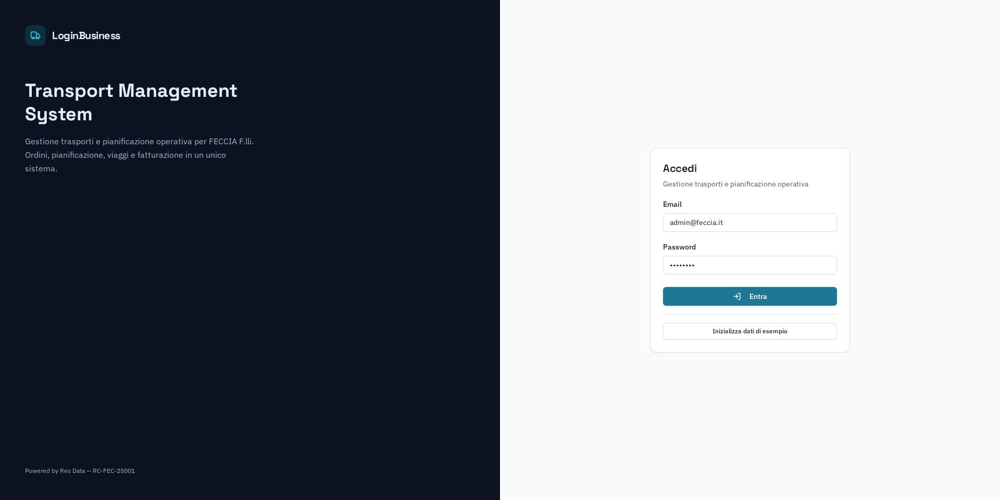 LoginBusiness
Transport Management
System
Gestione trasporti e pianificazione operativa per FECCIA F.lli.
Ordini, pianificazione, viaggi e fatturazione in un unico
sistema.
Powered by Res Data — RC-FEC-25001
Accedi
Gestione trasporti e pianificazione operativa
Email
admin@feccia.it
Password
••••••••
Entra
Inizializza dati di esempio